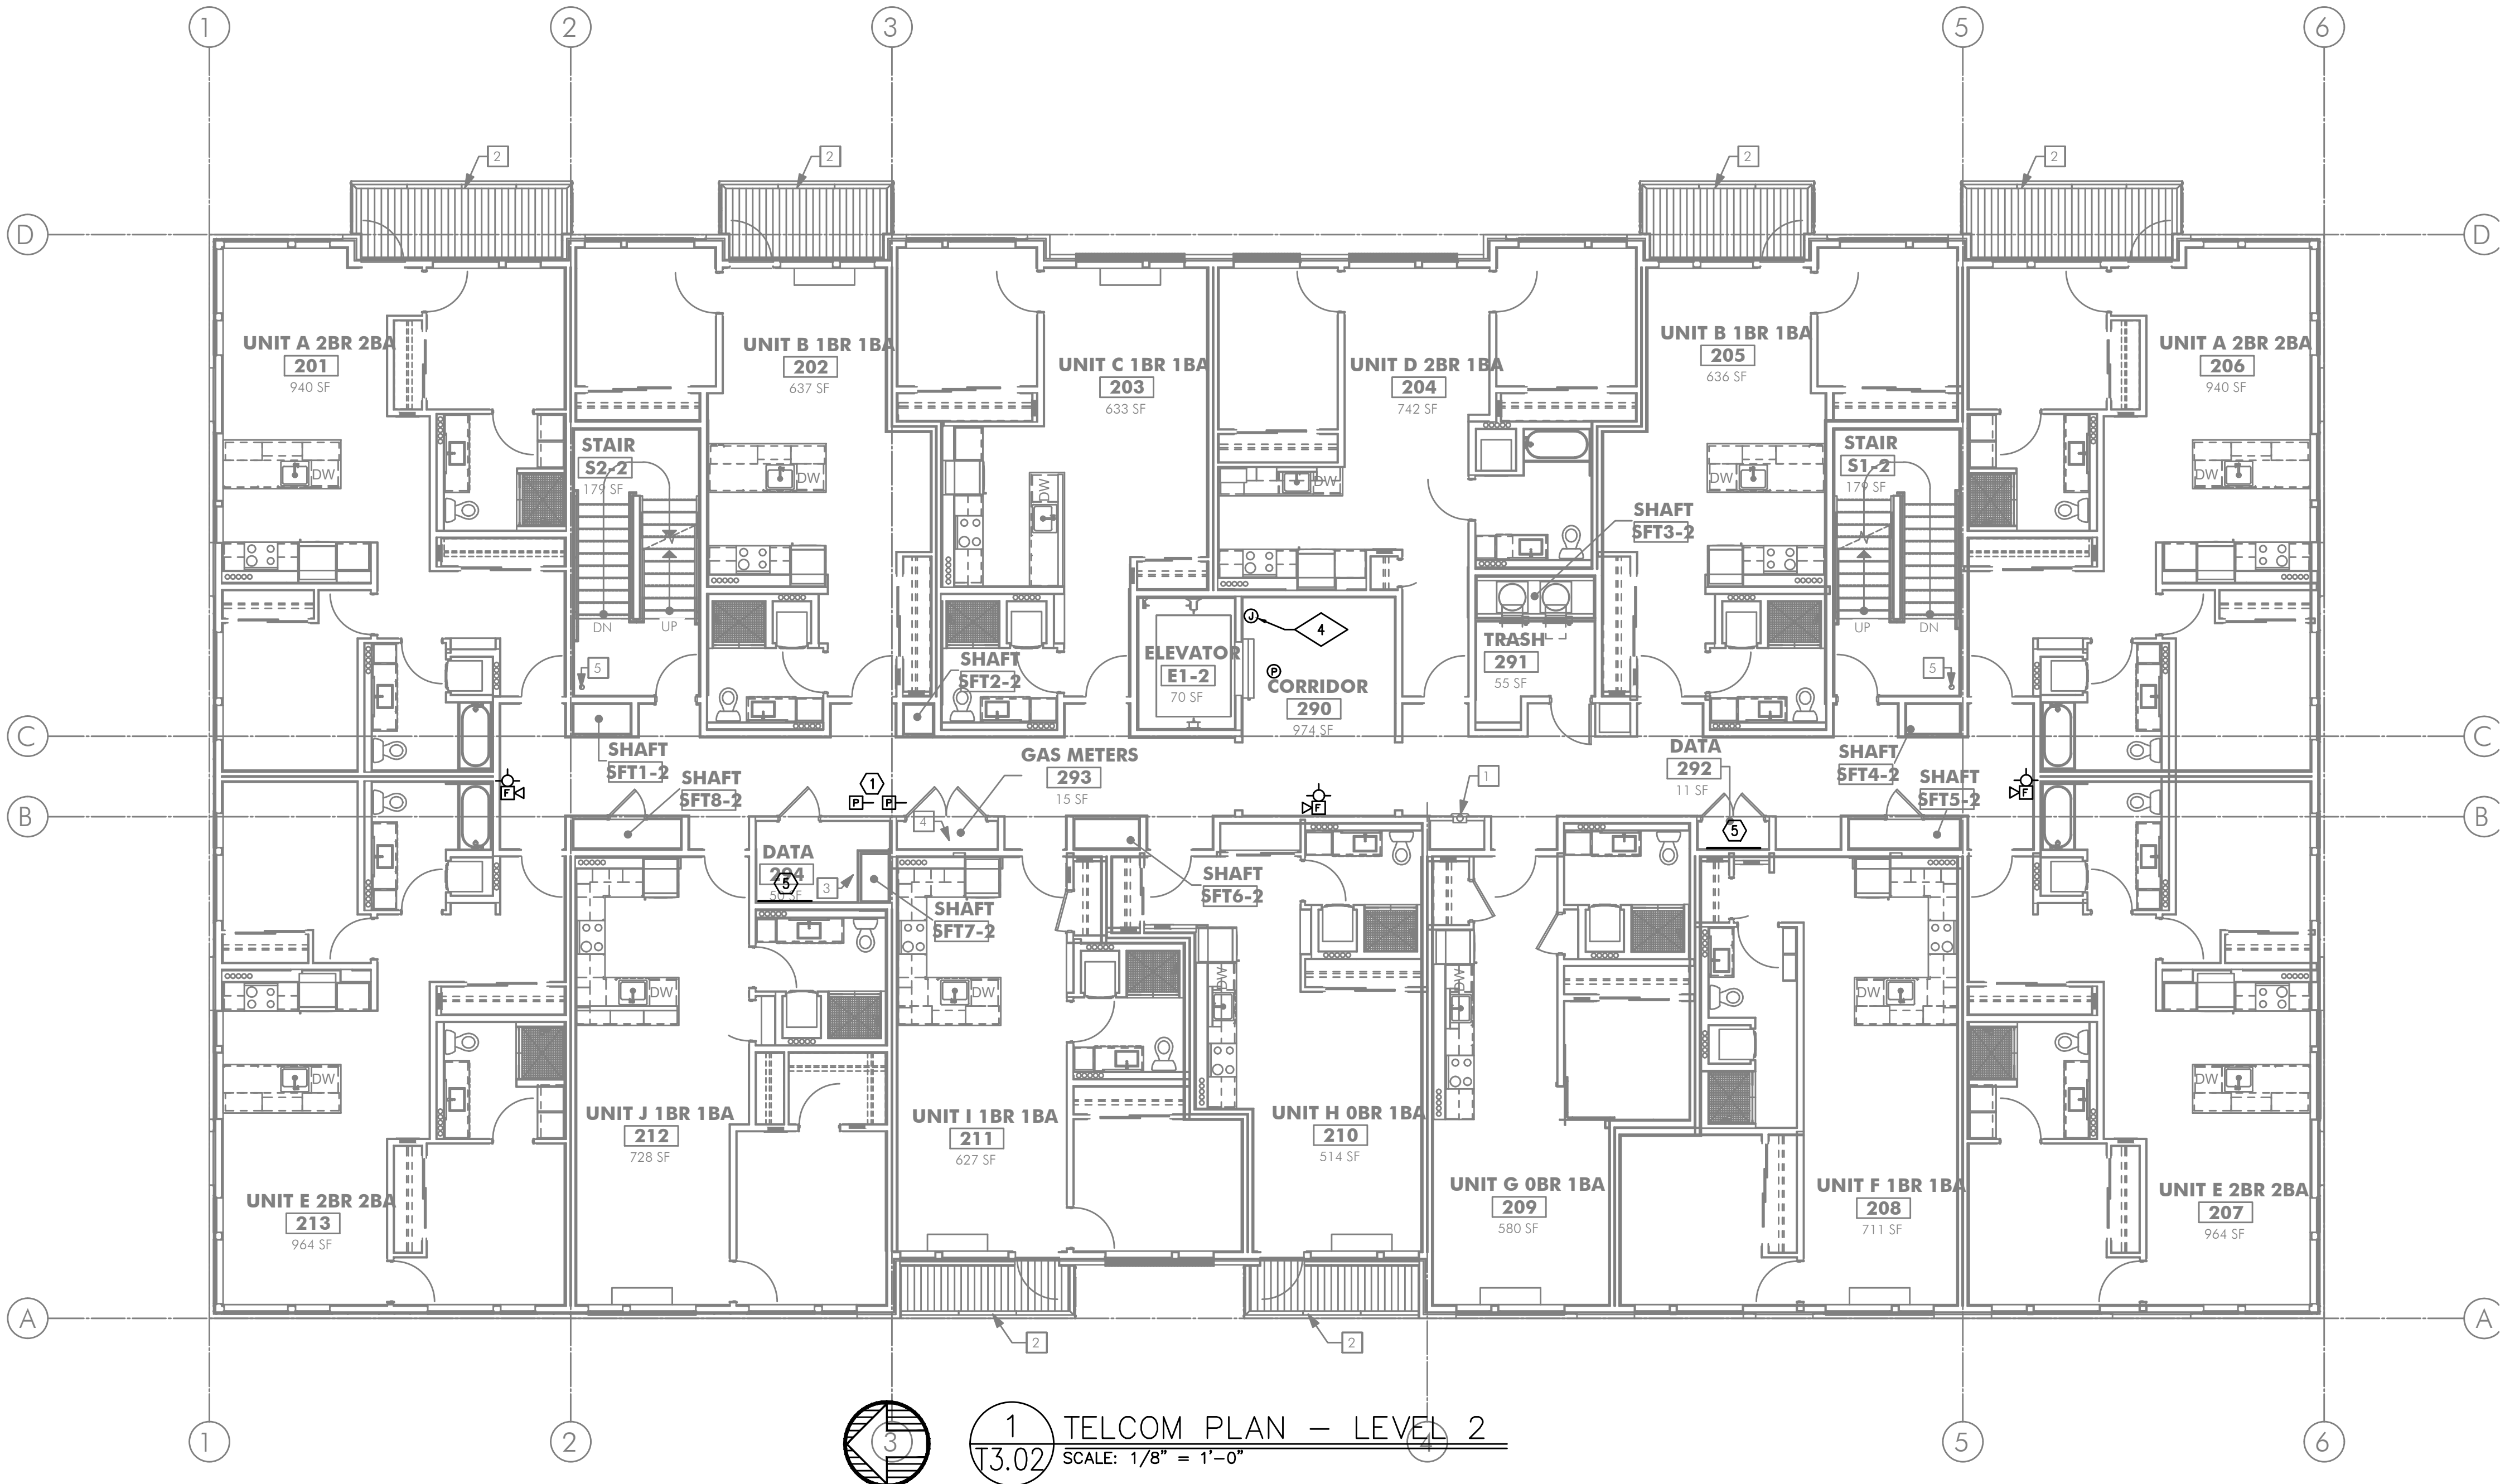 1
2
3
5
6
2
2
2
2
D
D
UNIT A 2BR 2BA
201
940 SF
UNIT B 1BR 1BA
202
637 SF
UNIT C 1BR 1BA
203
633 SF
UNIT D 2BR 1BA
204
742 SF
UNIT B 1BR 1BA
205
636 SF
UNIT A 2BR 2BA
206
940 SF
STAIR
S2-2
179 SF
DW
DW
DW
DW
DW
DW
STAIR
S1-2
179 SF
SHAFT
SFT3-2
DN
UP
UP
DN
J
4
5
5
ELEVATOR
E1-2
70 SF
P
CORRIDOR
290
974 SF
TRASH
291
55 SF
SHAFT
SFT2-2
C
C
SHAFT
SFT1-2
SHAFT
SFT8-2
GAS METERS
293
15 SF
1
P
P
F
F
F
1
DATA
292
11 SF
SHAFT
SFT4-2
SHAFT
SFT5-2
B
B
4
5
DATA
294
50 SF
5
3
SHAFT
SFT7-2
SHAFT
SFT6-2
DW
DW
DW
DW
DW
DW
DW
UNIT E 2BR 2BA
213
964 SF
UNIT J 1BR 1BA
212
728 SF
UNIT I 1BR 1BA
211
627 SF
UNIT H 0BR 1BA
210
514 SF
UNIT G 0BR 1BA
209
580 SF
UNIT F 1BR 1BA
208
711 SF
UNIT E 2BR 2BA
207
964 SF
A
A
2
2
1
2
3
4
5
6
1
T3.02
TELCOM PLAN – LEVEL 2
SCALE: 1/8" = 1'-0"